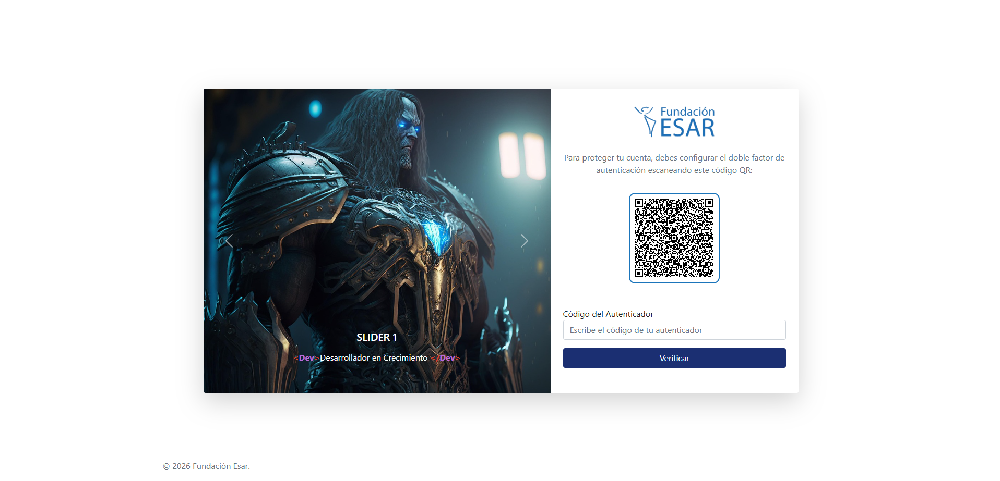 SLIDER 1
<Dev>Desarrollador en Crecimiento </Dev>
Fundación
ESAR
Para proteger tu cuenta, debes configurar el doble factor de
autenticación escaneando este código QR:
Código del Autenticador
Escribe el código de tu autenticador
Verificar
© 2026 Fundación Esar.